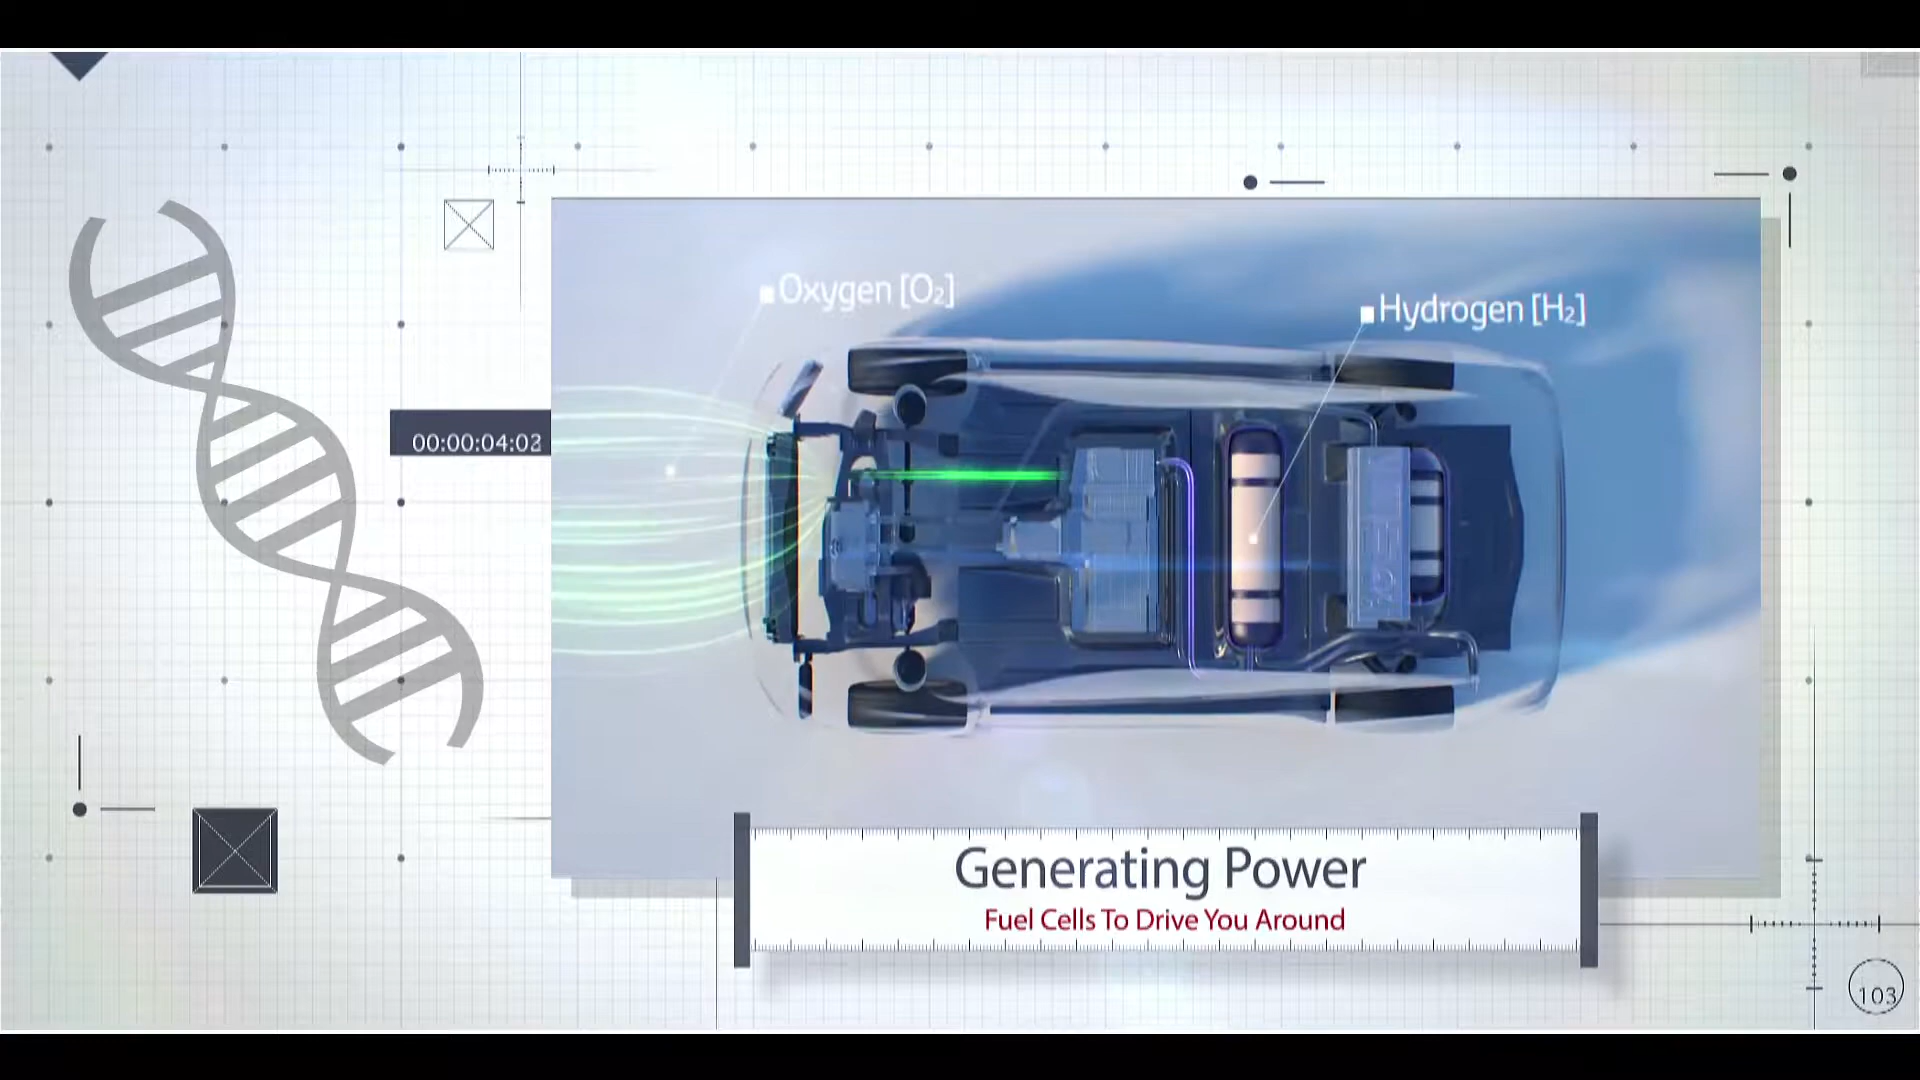 Oxygen [O₂]
Hydrogen [H₂]
00:00:04:02
Generating Power
Fuel Cells To Drive You Around
103